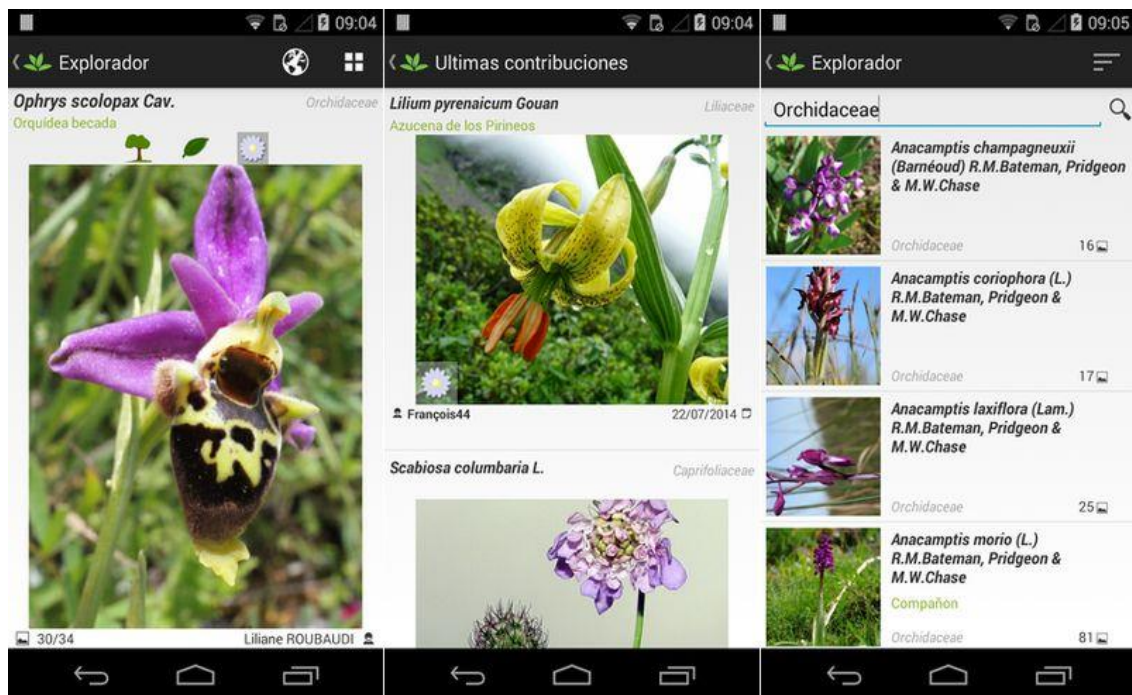 09:04
Explorador
Ophrys scolopax Cav.
Orchidaceae
Orquídea becada
30/34
Liliane ROUBAUDI
09:04
Ultimas contribuciones
Lilium pyrenaicum Gouan
Liliaceae
Azucena de los Pirineos
François44
22/07/2014
Scabiosa columbaria L.
Caprifoliaceae
09:05
Explorador
Orchidaceae
Anacamptis champagneuxii
(Barnéoud) R.M.Bateman, Pridgeon
& M.W.Chase
Orchidaceae
16
Anacamptis coriophora (L.)
R.M.Bateman, Pridgeon &
M.W.Chase
Orchidaceae
17
Anacamptis laxiflora (Lam.)
R.M.Bateman, Pridgeon &
M.W.Chase
Orchidaceae
25
Anacamptis morio (L.)
R.M.Bateman, Pridgeon &
M.W.Chase
Compañon
Orchidaceae
81